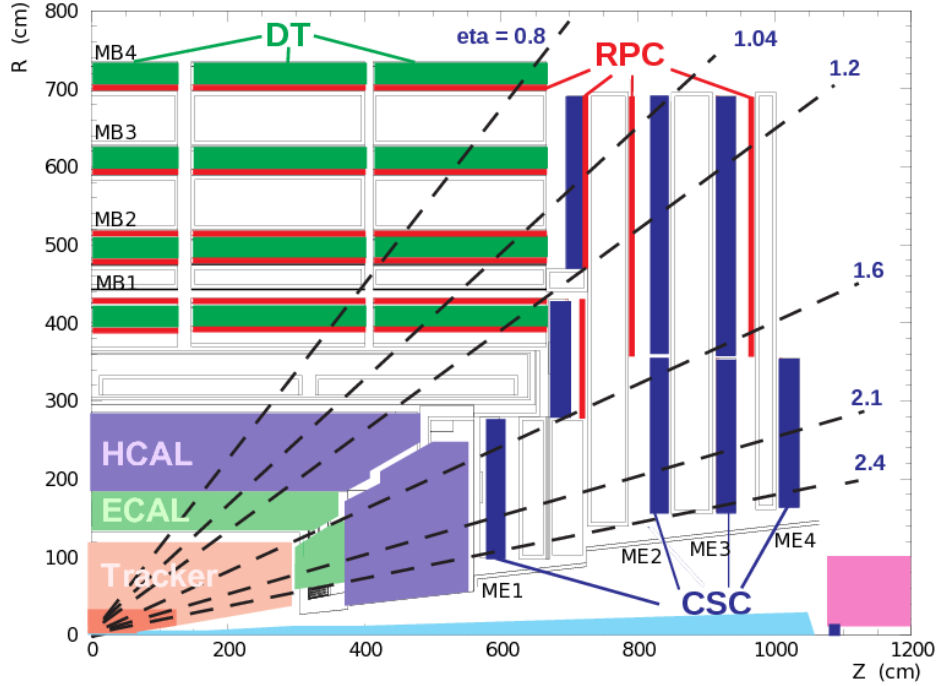 R (cm)
800
700
600
500
400
300
200
100
0
MB4
MB3
MB2
MB1
DT
eta = 0.8
1.04
1.2
RPC
1.6
2.1
2.4
HCAL
ECAL
Tracker
ME1
ME2
ME3
ME4
CSC
0
200
400
600
800
1000
1200
Z (cm)